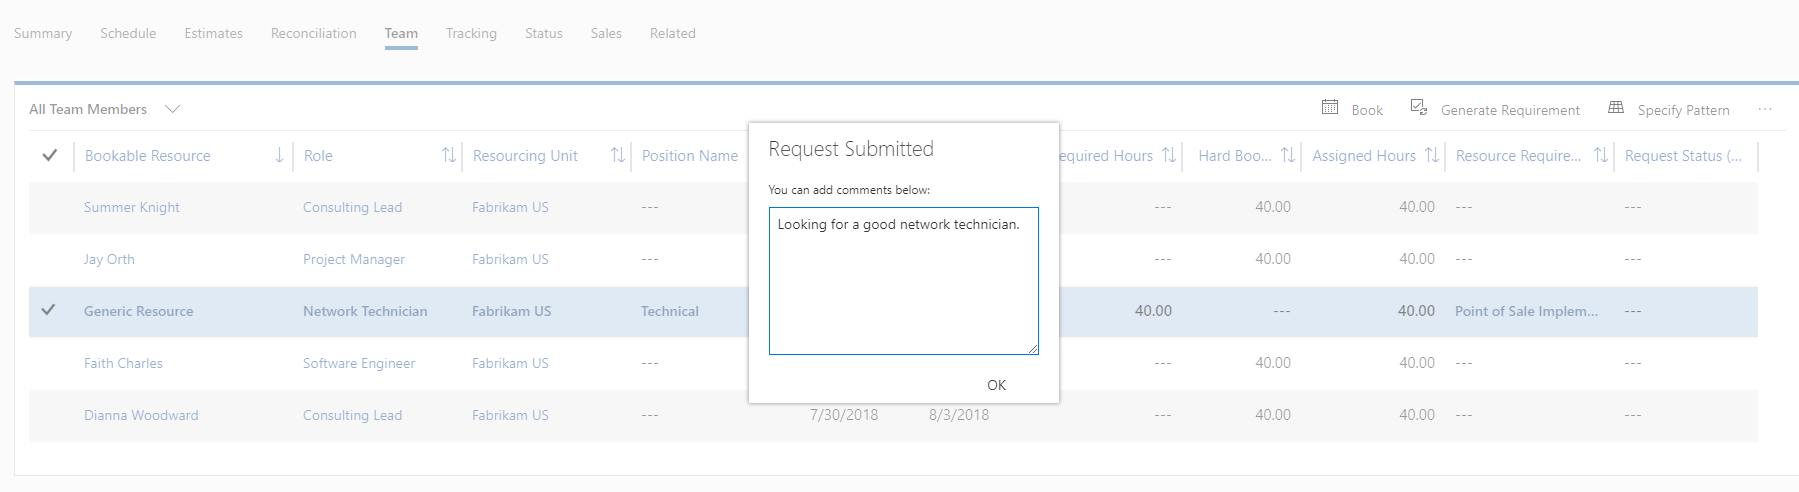 Summary Schedule Estimates Reconciliation Team Tracking Status Sales Related
All Team Members Book Generate Requirement Specify Pattern ...
Bookable Resource Role Resourcing Unit Position Name equired Hours Hard Boo... Assigned Hours Resource Require... Request Status (...
Summer Knight Consulting Lead Fabrikam US --- --- 40.00 40.00 --- ---
Jay Orth Project Manager Fabrikam US --- --- 40.00 40.00 --- ---
Generic Resource Network Technician Fabrikam US Technical 40.00 --- 40.00 Point of Sale Implem... ---
Faith Charles Software Engineer Fabrikam US --- --- 40.00 40.00 --- ---
Dianna Woodward Consulting Lead Fabrikam US --- 7/30/2018 8/3/2018 --- 40.00 40.00 --- ---
Request Submitted
You can add comments below:
Looking for a good network technician.
OK